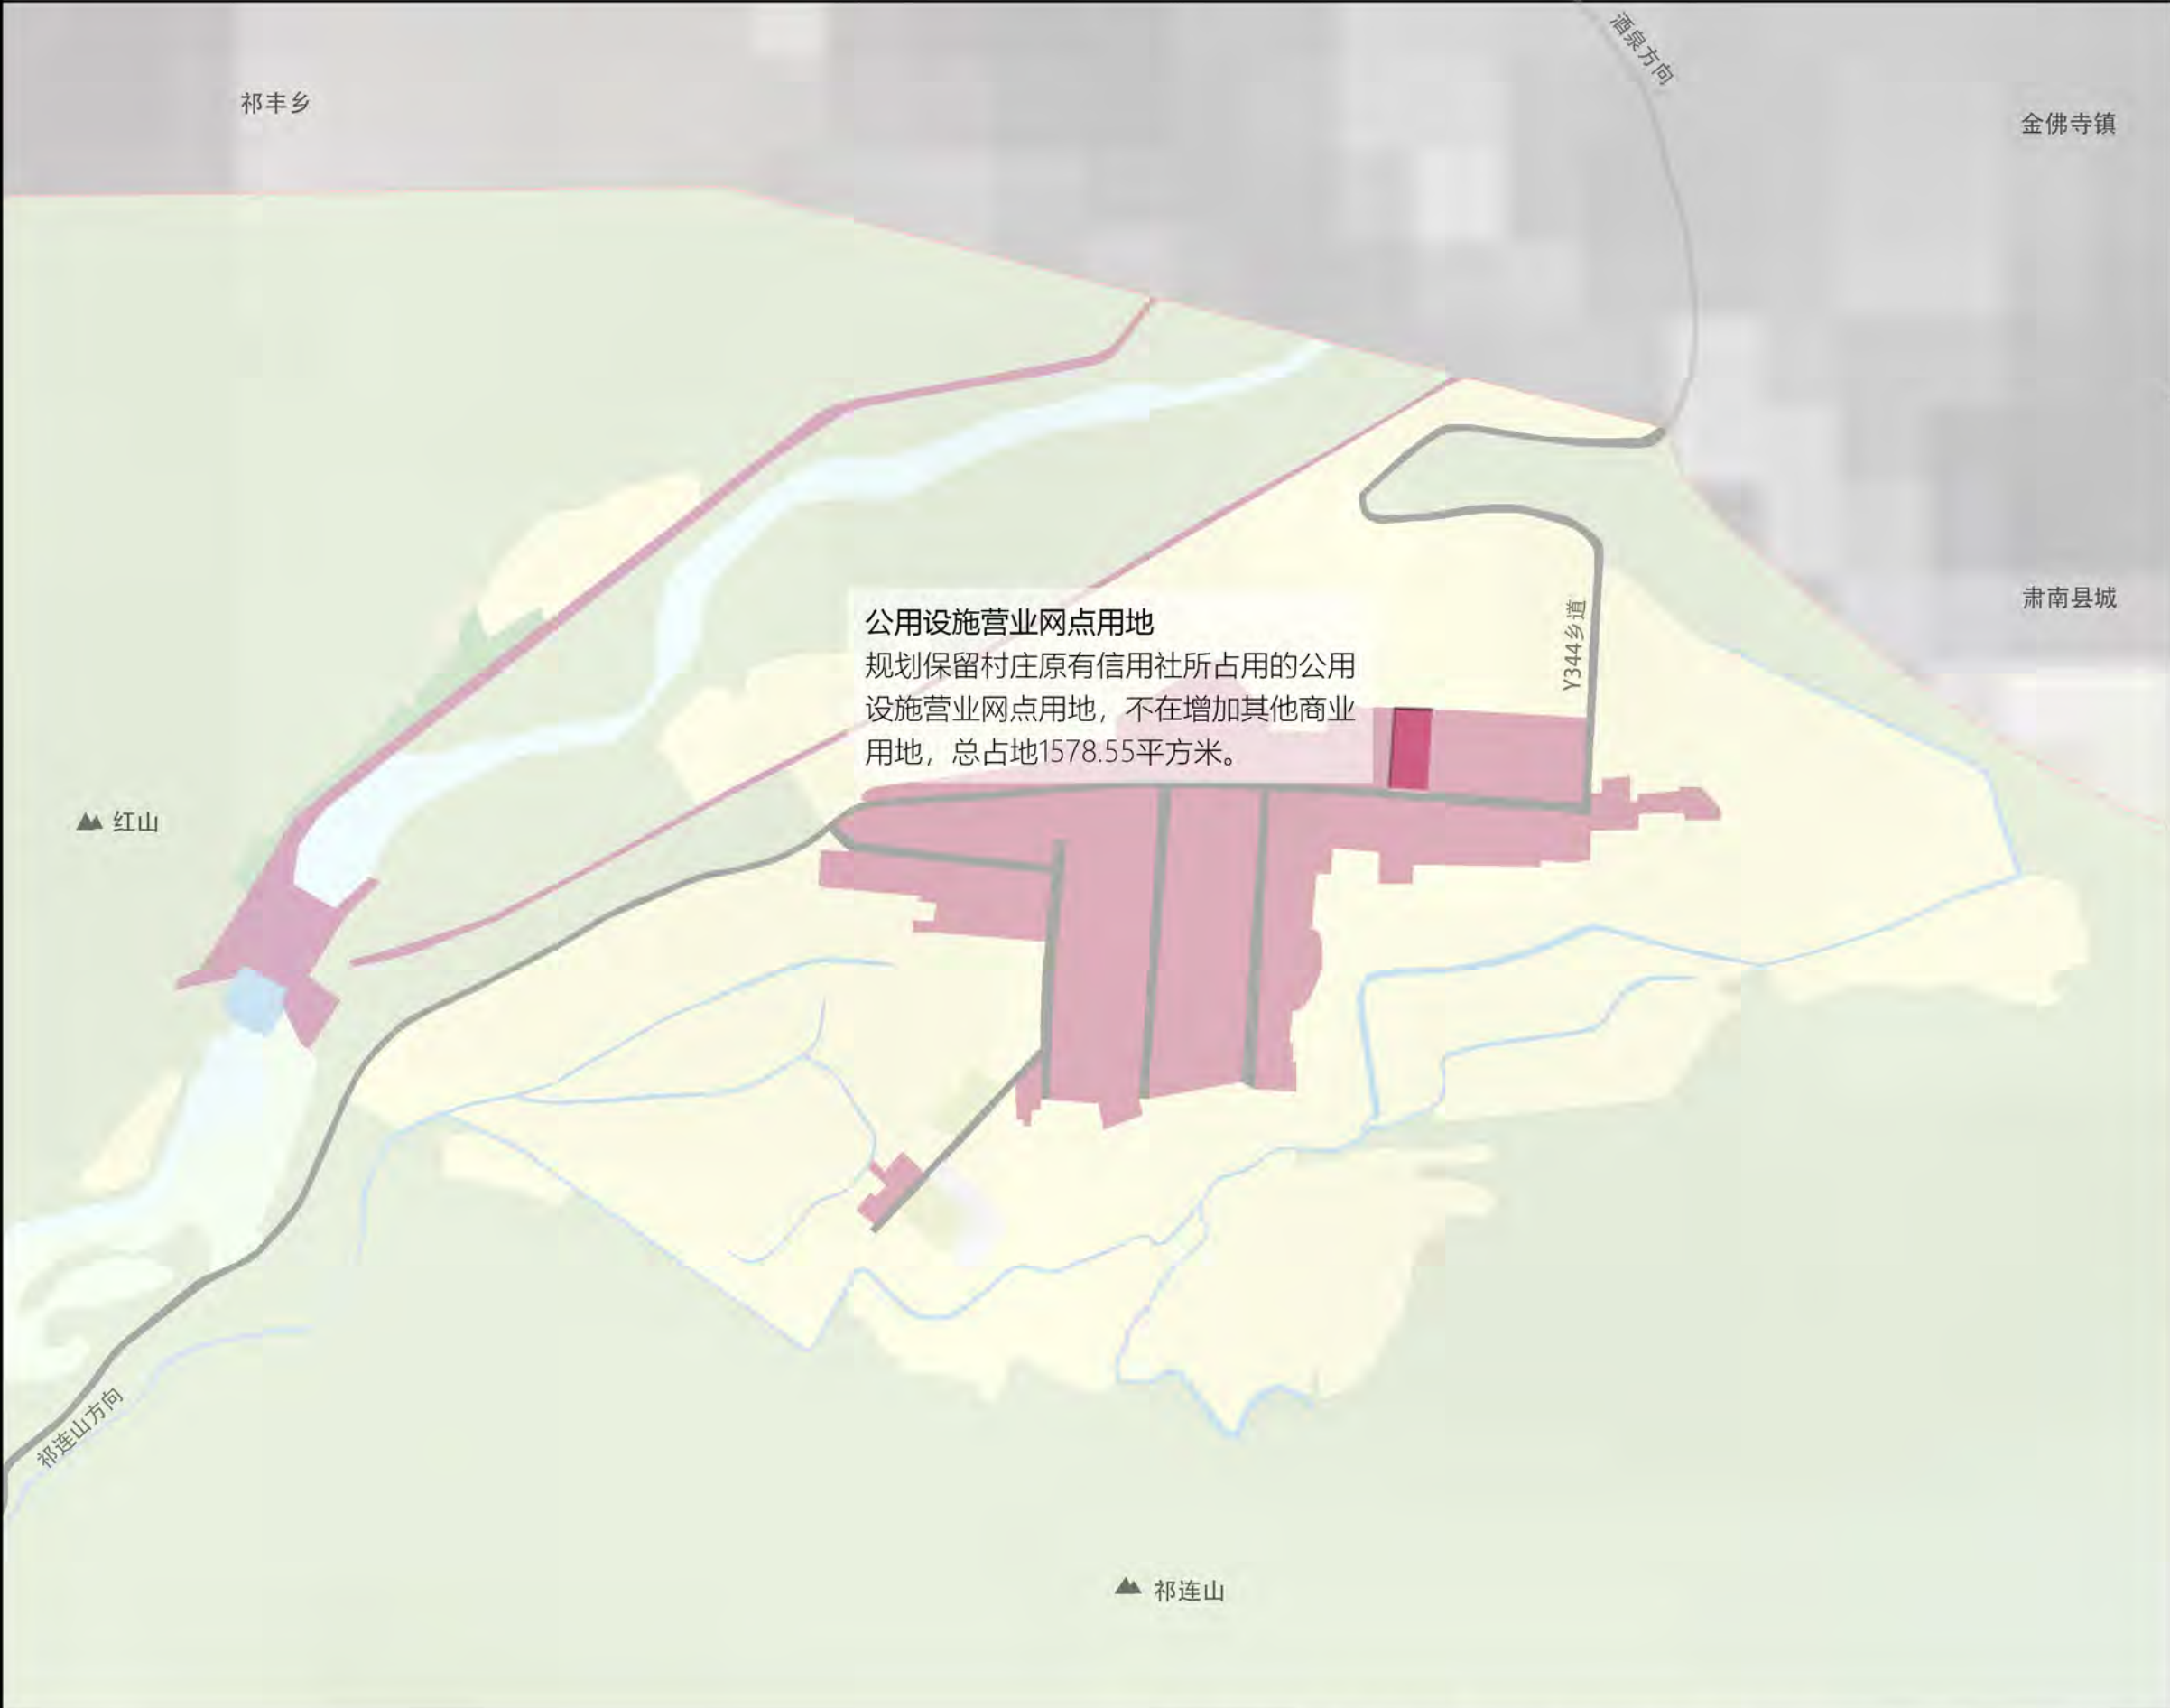 酒泉方向
祁丰乡
金佛寺镇
肃南县城
公用设施营业网点用地
规划保留村庄原有信用社所占用的公用
设施营业网点用地，不在增加其他商业
用地，总占地1578.55平方米。
Y344乡道
红山
祁连山方向
祁连山